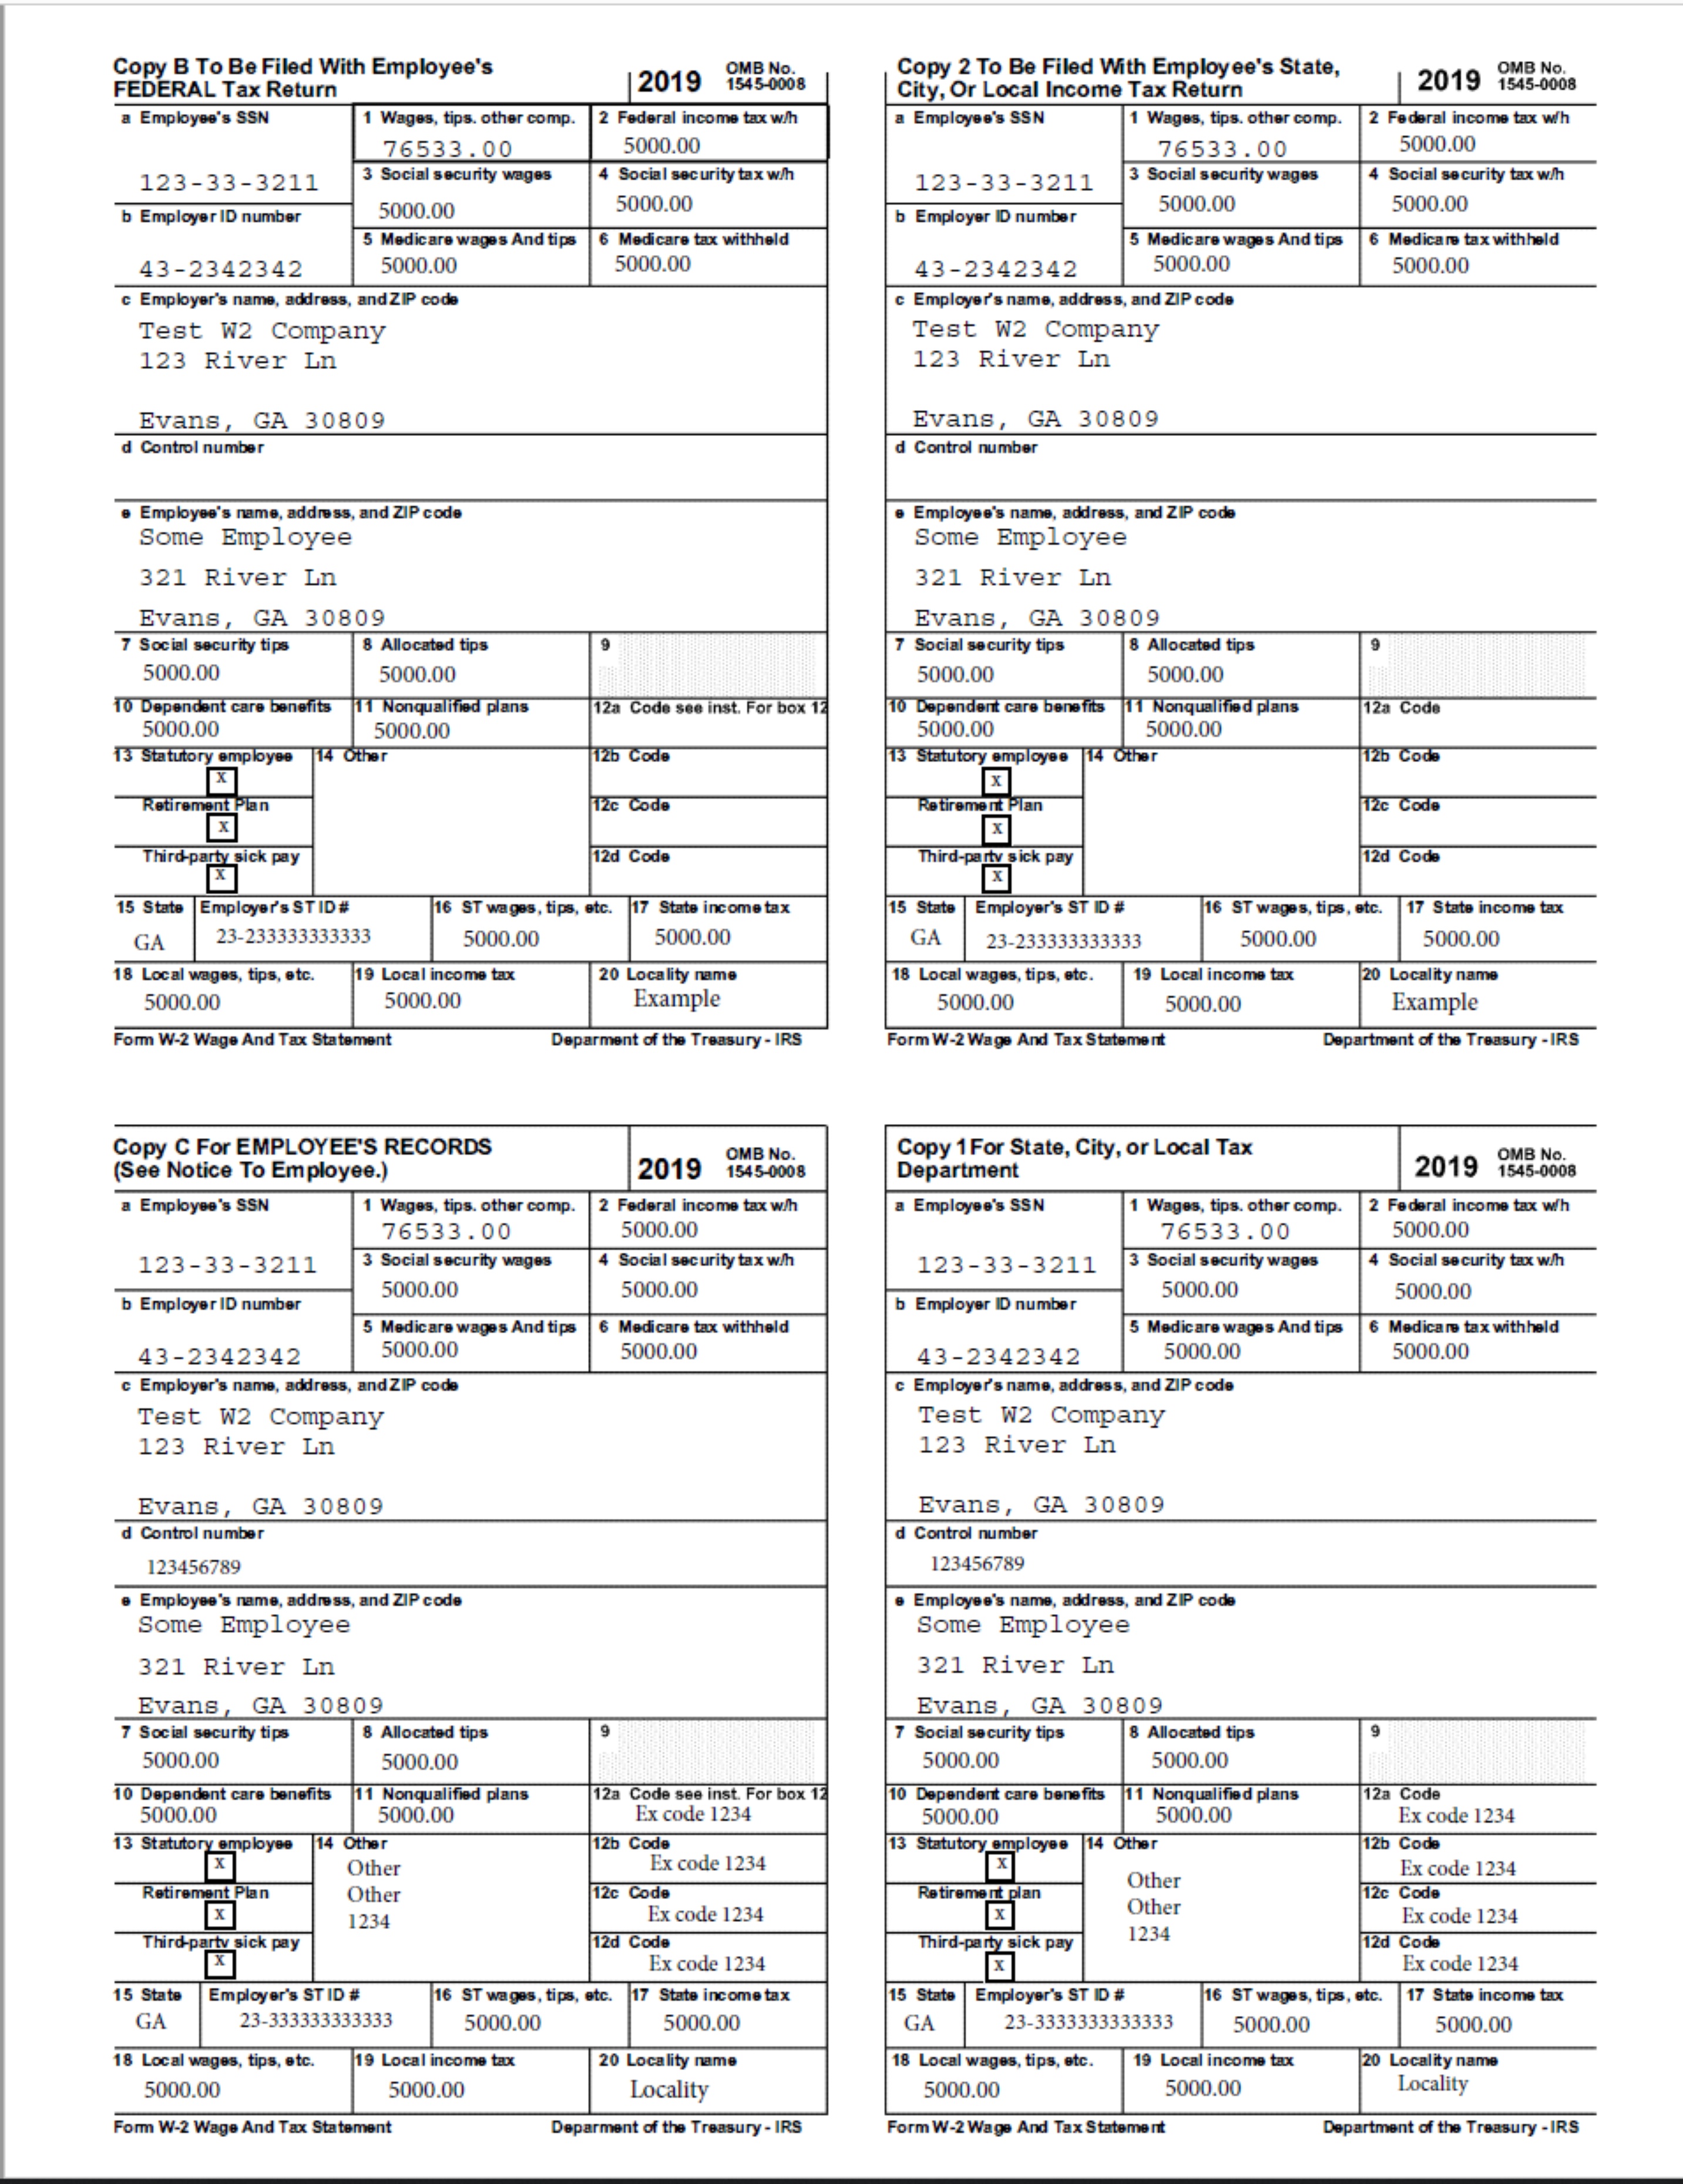 Copy B To Be Filed With Employee's
FEDERAL Tax Return
2019
OMB No.
1545-0008
a Employee's SSN
123-33-3211
1 Wages, tips. other comp.
76533.00
2 Federal income tax w/h
5000.00
3 Social security wages
5000.00
4 Social security tax w/h
5000.00
b Employer ID number
43-2342342
5 Medicare wages And tips
5000.00
6 Medicare tax withheld
5000.00
c Employer's name, address, and ZIP code
Test W2 Company
123 River Ln
Evans, GA 30809
d Control number
e Employee's name, address, and ZIP code
Some Employee
321 River Ln
Evans, GA 30809
7 Social security tips
5000.00
8 Allocated tips
5000.00
9
10 Dependent care benefits
5000.00
11 Nonqualified plans
5000.00
12a Code see inst. For box 12
13 Statutory employee
X
Retirement Plan
X
Third-party sick pay
X
14 Other
12b Code
12c Code
12d Code
15 State
GA
Employer's ST ID #
23-233333333333
16 ST wages, tips, etc.
5000.00
17 State income tax
5000.00
18 Local wages, tips, etc.
5000.00
19 Local income tax
5000.00
20 Locality name
Example
Form W-2 Wage And Tax Statement
Deparment of the Treasury - IRS
Copy 2 To Be Filed With Employee's State,
City, Or Local Income Tax Return
2019
OMB No.
1545-0008
a Employee's SSN
123-33-3211
1 Wages, tips. other comp.
76533.00
2 Federal income tax w/h
5000.00
3 Social security wages
5000.00
4 Social security tax w/h
5000.00
b Employer ID number
43-2342342
5 Medicare wages And tips
5000.00
6 Medicare tax withheld
5000.00
c Employer's name, address, and ZIP code
Test W2 Company
123 River Ln
Evans, GA 30809
d Control number
e Employee's name, address, and ZIP code
Some Employee
321 River Ln
Evans, GA 30809
7 Social security tips
5000.00
8 Allocated tips
5000.00
9
10 Dependent care benefits
5000.00
11 Nonqualified plans
5000.00
12a Code
13 Statutory employee
X
Retirement Plan
X
Third-party sick pay
X
14 Other
12b Code
12c Code
12d Code
15 State
GA
Employer's ST ID #
23-233333333333
16 ST wages, tips, etc.
5000.00
17 State income tax
5000.00
18 Local wages, tips, etc.
5000.00
19 Local income tax
5000.00
20 Locality name
Example
Form W-2 Wage And Tax Statement
Department of the Treasury - IRS
Copy C For EMPLOYEE'S RECORDS
(See Notice To Employee.)
2019
OMB No.
1545-0008
a Employee's SSN
123-33-3211
1 Wages, tips. other comp.
76533.00
2 Federal income tax w/h
5000.00
3 Social security wages
5000.00
4 Social security tax w/h
5000.00
b Employer ID number
43-2342342
5 Medicare wages And tips
5000.00
6 Medicare tax withheld
5000.00
c Employer's name, address, and ZIP code
Test W2 Company
123 River Ln
Evans, GA 30809
d Control number
123456789
e Employee's name, address, and ZIP code
Some Employee
321 River Ln
Evans, GA 30809
7 Social security tips
5000.00
8 Allocated tips
5000.00
9
10 Dependent care benefits
5000.00
11 Nonqualified plans
5000.00
12a Code see inst. For box 12
Ex code 1234
13 Statutory employee
X
Retirement Plan
X
Third-party sick pay
X
14 Other
Other
Other
1234
12b Code
Ex code 1234
12c Code
Ex code 1234
12d Code
Ex code 1234
15 State
GA
Employer's ST ID #
23-333333333333
16 ST wages, tips, etc.
5000.00
17 State income tax
5000.00
18 Local wages, tips, etc.
5000.00
19 Local income tax
5000.00
20 Locality name
Locality
Form W-2 Wage And Tax Statement
Deparment of the Treasury - IRS
Copy 1 For State, City, or Local Tax
Department
2019
OMB No.
1545-0008
a Employee's SSN
123-33-3211
1 Wages, tips. other comp.
76533.00
2 Federal income tax w/h
5000.00
3 Social security wages
5000.00
4 Social security tax w/h
5000.00
b Employer ID number
43-2342342
5 Medicare wages And tips
5000.00
6 Medicare tax withheld
5000.00
c Employer's name, address, and ZIP code
Test W2 Company
123 River Ln
Evans, GA 30809
d Control number
123456789
e Employee's name, address, and ZIP code
Some Employee
321 River Ln
Evans, GA 30809
7 Social security tips
5000.00
8 Allocated tips
5000.00
9
10 Dependent care benefits
5000.00
11 Nonqualified plans
5000.00
12a Code
Ex code 1234
13 Statutory employee
X
Retirement plan
X
Third-party sick pay
X
14 Other
Other
Other
1234
12b Code
Ex code 1234
12c Code
Ex code 1234
12d Code
Ex code 1234
15 State
GA
Employer's ST ID #
23-3333333333333
16 ST wages, tips, etc.
5000.00
17 State income tax
5000.00
18 Local wages, tips, etc.
5000.00
19 Local income tax
5000.00
20 Locality name
Locality
Form W-2 Wage And Tax Statement
Department of the Treasury - IRS